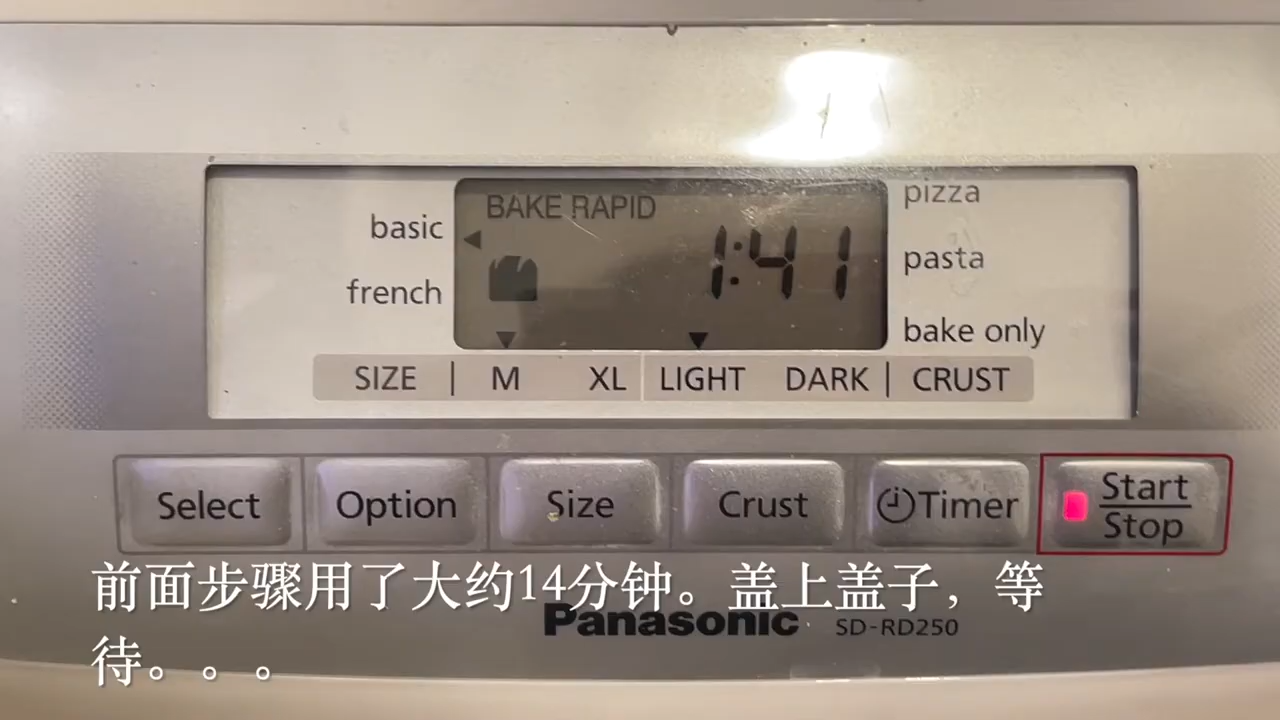 BAKE RAPID
1:41
basic
french
pizza
pasta
bake only
SIZE | M XL LIGHT DARK | CRUST
Select Option Size Crust Timer Start
Stop
前面步骤用了大约14分钟。盖上盖子，等
待。。。
Panasonic SD-RD250